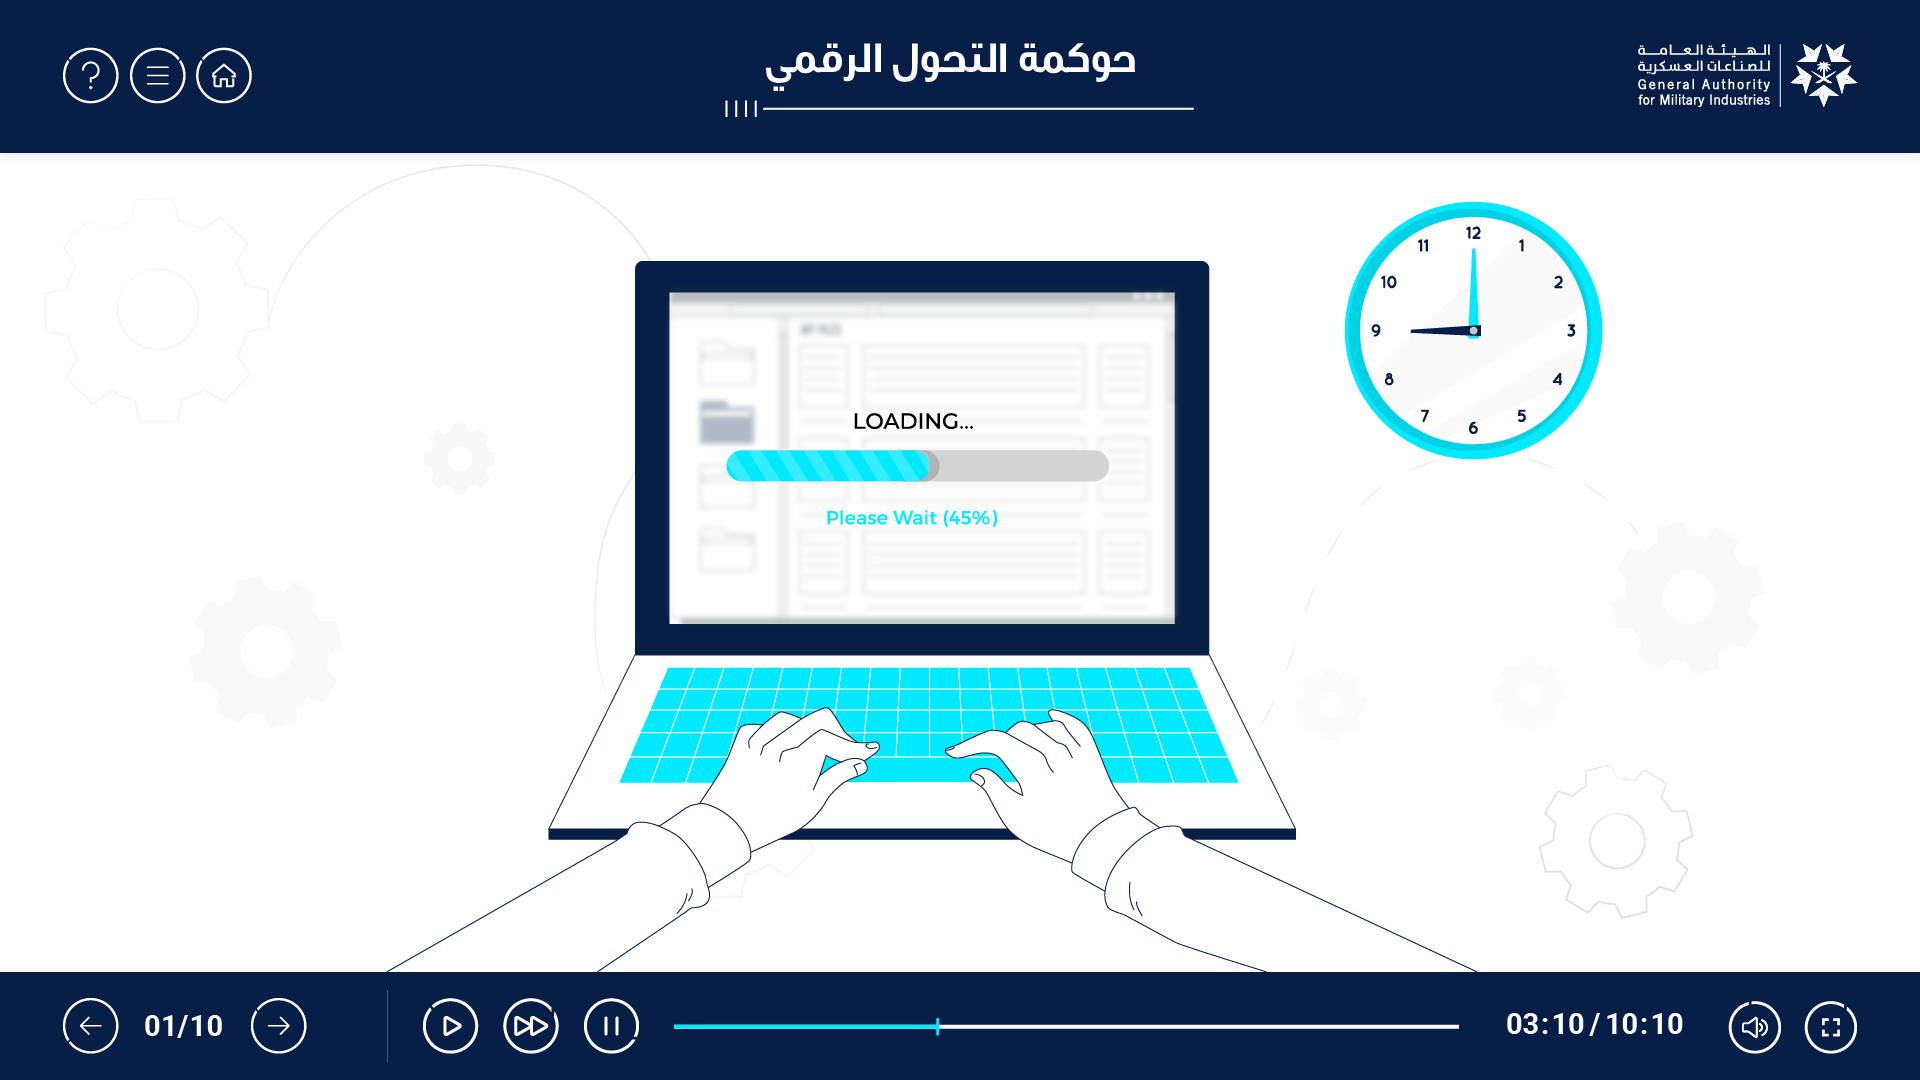 حوكمة التحول الرقمي
الهيئة العامة
للصناعات العسكرية
General Authority
for Military Industries
LOADING...
Please Wait (45%)
12
1
2
3
4
5
6
7
8
9
10
11
01/10
03:10/10:10